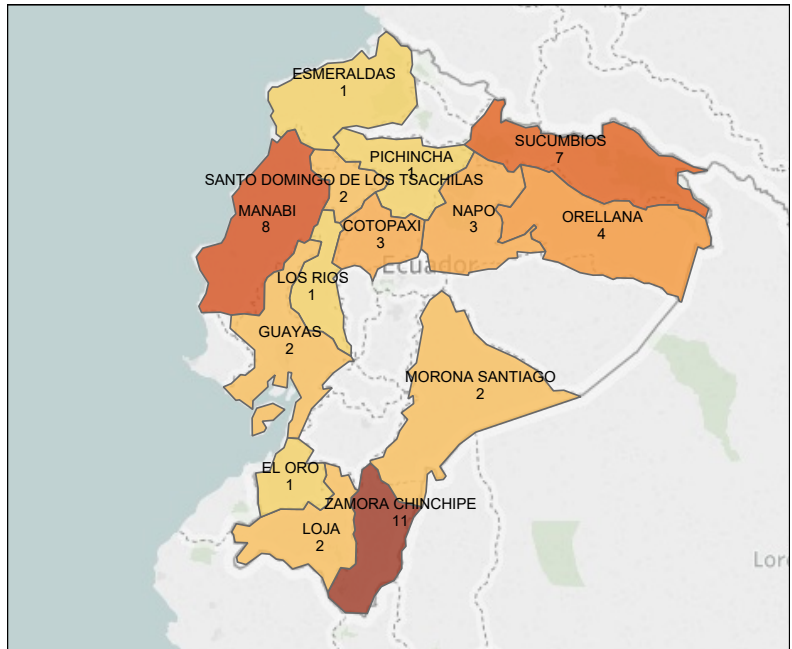 ESMERALDAS
1
PICHINCHA
1
SUCUMBIOS
7
SANTO DOMINGO DE LOS TSACHILAS
2
MANABI
8
COTOPAXI
3
NAPO
3
ORELLANA
4
Ecuador
LOS RIOS
1
GUAYAS
2
MORONA SANTIAGO
2
EL ORO
1
ZAMORA CHINCHIPE
11
LOJA
2
Lore